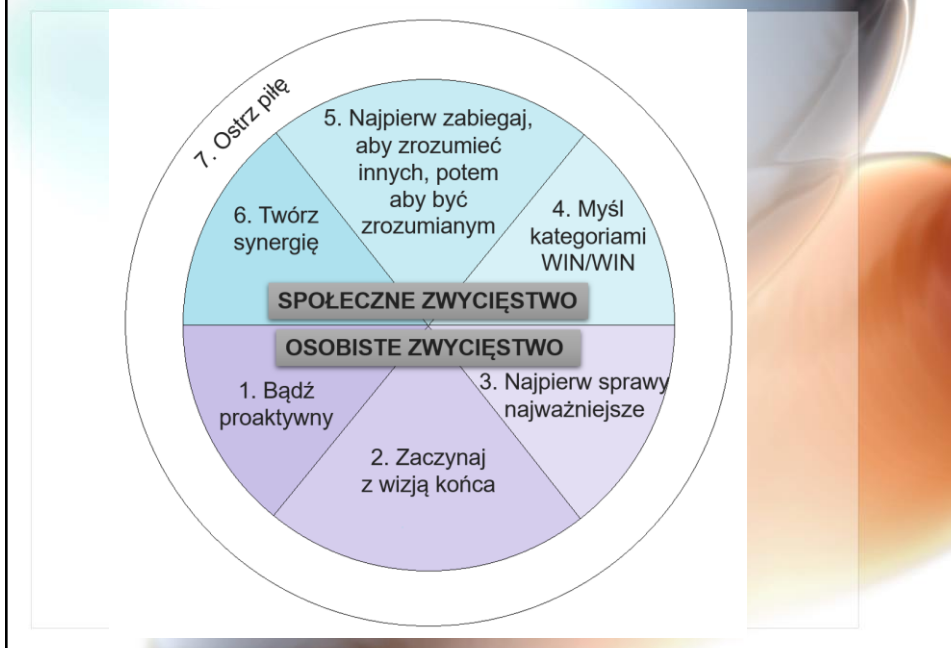 7. Ostrz piłę
5. Najpierw zabiegaj,
aby zrozumieć
innych, potem
aby być
zrozumianym
6. Twórz
synergię
4. Myśl
kategoriami
WIN/WIN
SPOŁECZNE ZWYCIĘSTWO
OSOBISTE ZWYCIĘSTWO
1. Bądź
proaktywny
2. Zaczynaj
z wizją końca
3. Najpierw sprawy
najważniejsze